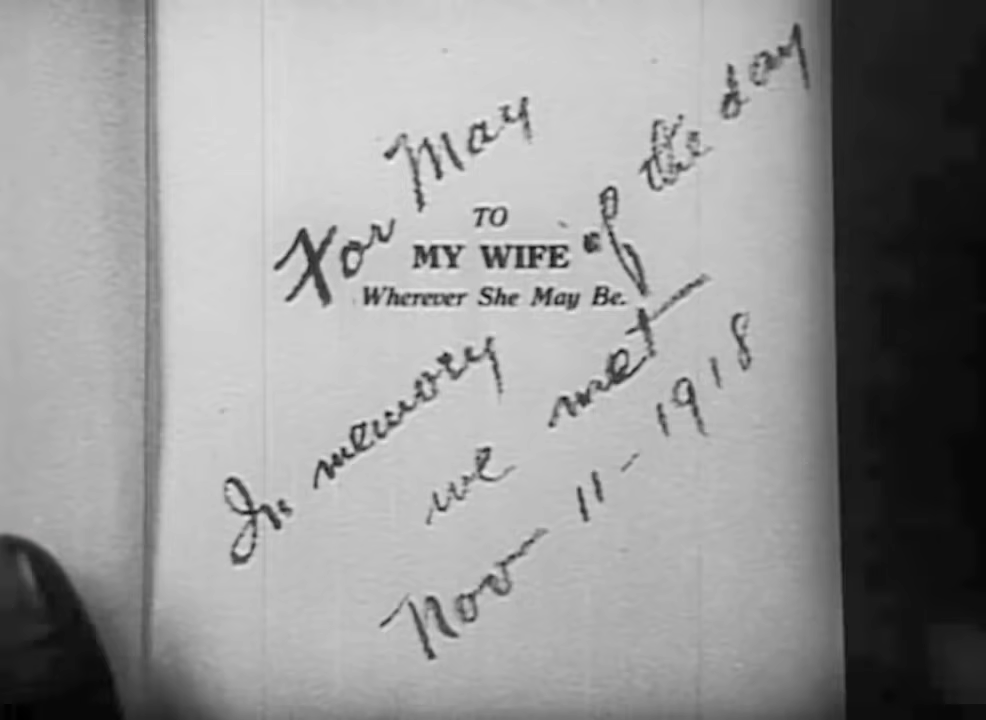 For May
TO
MY WIFE
Wherever She May Be.
In memory of the day
we met
Nov 11 - 1918